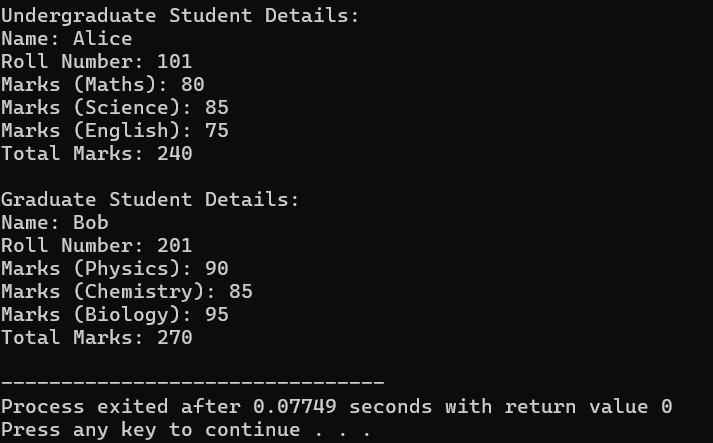 Undergraduate Student Details:
Name: Alice
Roll Number: 101
Marks (Maths): 80
Marks (Science): 85
Marks (English): 75
Total Marks: 240

Graduate Student Details:
Name: Bob
Roll Number: 201
Marks (Physics): 90
Marks (Chemistry): 85
Marks (Biology): 95
Total Marks: 270

--------------------------------
Process exited after 0.07749 seconds with return value 0
Press any key to continue . . .